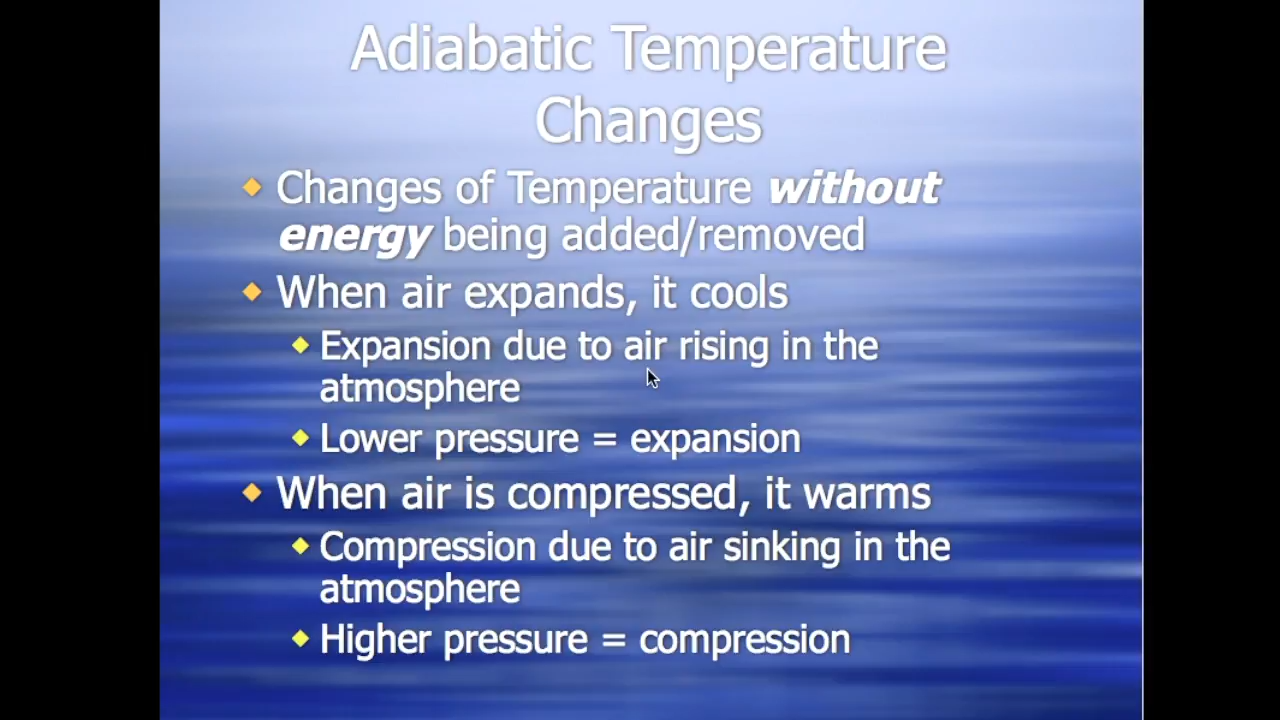 Adiabatic Temperature
Changes
Changes of Temperature without
energy being added/removed
When air expands, it cools
Expansion due to air rising in the
atmosphere
Lower pressure = expansion
When air is compressed, it warms
Compression due to air sinking in the
atmosphere
Higher pressure = compression